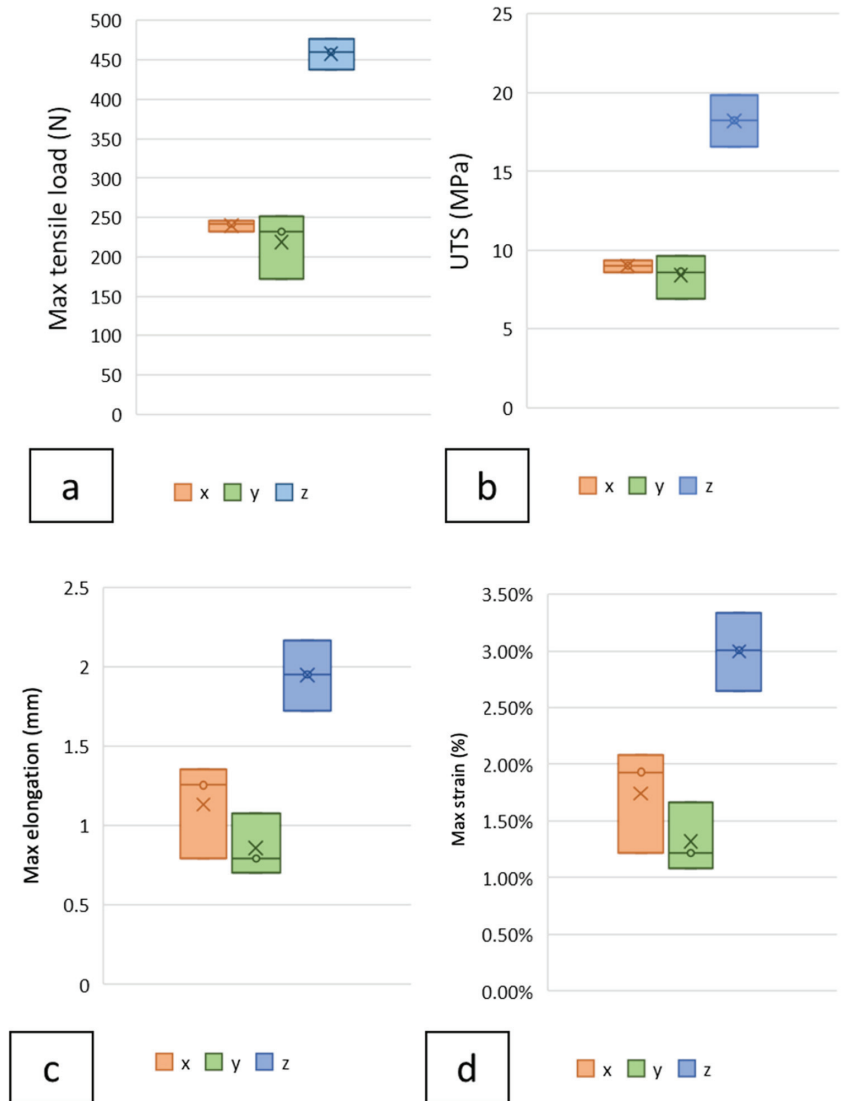 Max tensile load (N)
500
450
400
350
300
250
200
150
100
50
0
a
x y z
UTS (MPa)
25
20
15
10
5
0
b
x y z
Max elongation (mm)
2.5
2
1.5
1
0.5
0
c
x y z
Max strain (%)
3.50%
3.00%
2.50%
2.00%
1.50%
1.00%
0.50%
0.00%
d
x y z